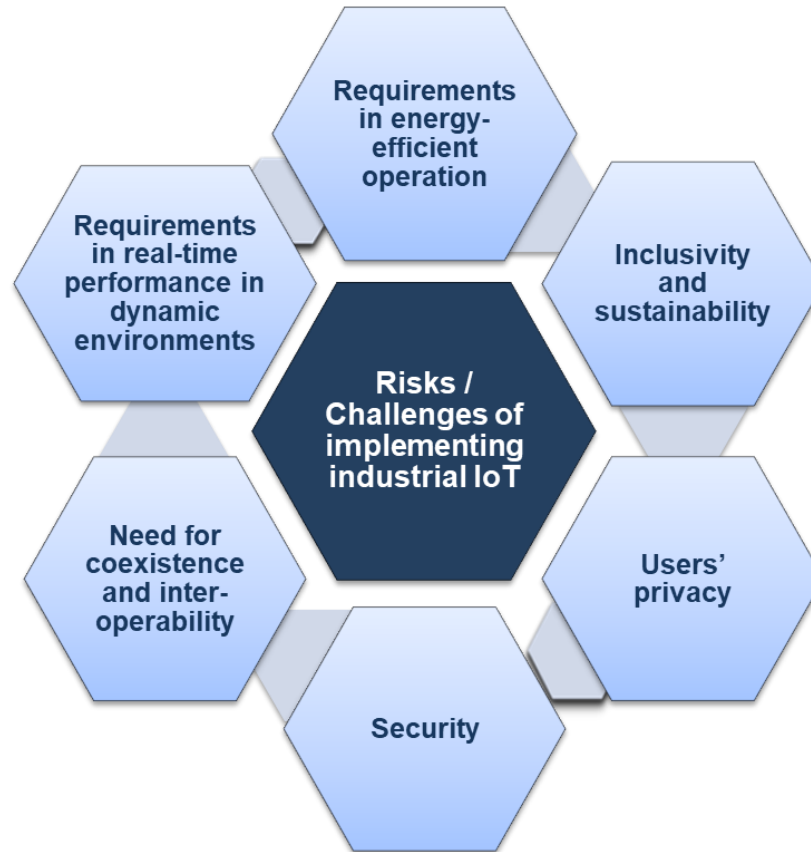 Requirements
in energy-
efficient
operation
Inclusivity
and
sustainability
Users’
privacy
Security
Need for
coexistence
and inter-
operability
Requirements
in real-time
performance in
dynamic
environments
Risks /
Challenges of
implementing
industrial IoT